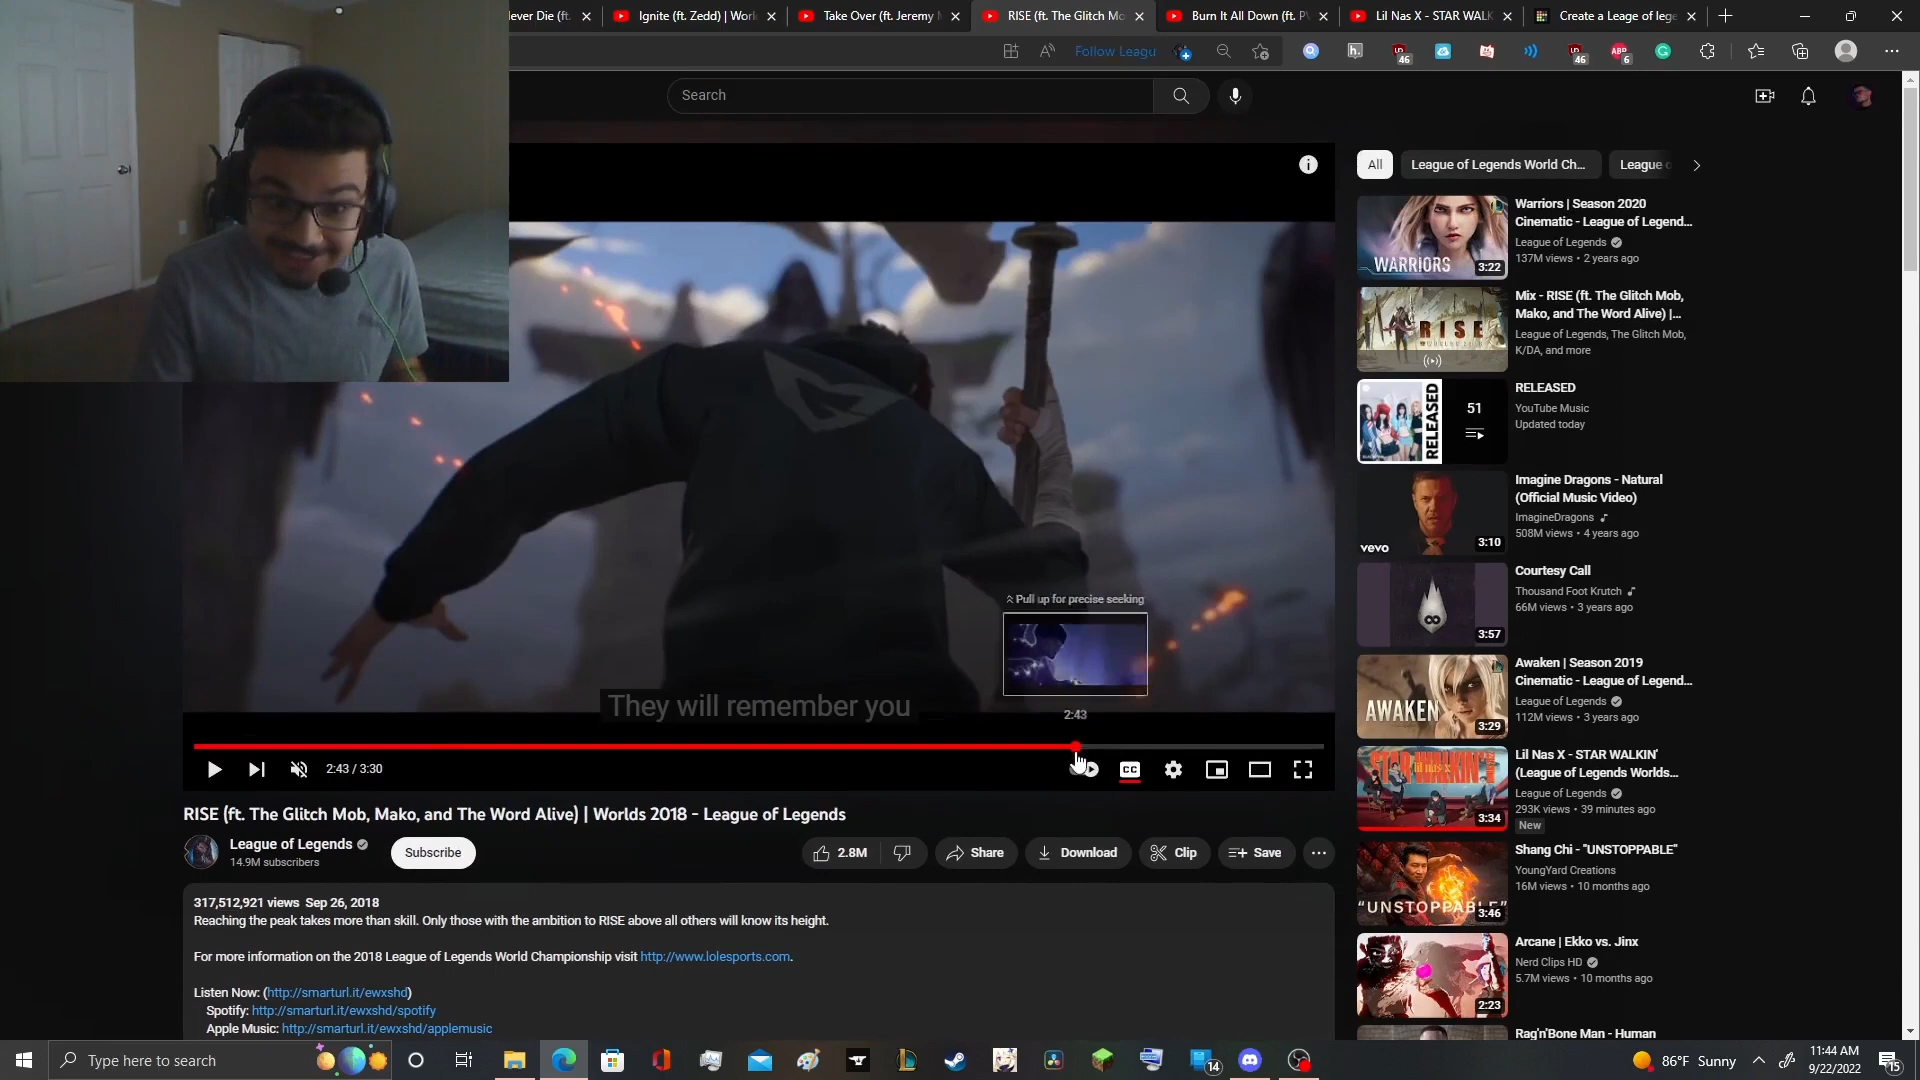 lever Die (ft.
Ignite (ft. Zedd) | Worl
Take Over (ft. Jeremy
RISE (ft. The Glitch Mo
Burn It All Down (ft. P
Lil Nas X - STAR WALK
Create a Leage of lege
Follow Leagu
h.
46
46
ABP
6
Search
All
League of Legends World Ch...
League
Warriors | Season 2020
Cinematic - League of Legend...
League of Legends
137M views • 2 years ago
WARRIORS
3:22
Mix - RISE (ft. The Glitch Mob,
Mako, and The Word Alive) |...
League of Legends, The Glitch Mob,
K/DA, and more
RISE
RELEASED
YouTube Music
Updated today
RELEASED
51
Imagine Dragons - Natural
(Official Music Video)
ImagineDragons
508M views • 4 years ago
vevo
3:10
Courtesy Call
Thousand Foot Krutch
66M views • 3 years ago
3:57
Awaken | Season 2019
Cinematic - League of Legend...
League of Legends
112M views • 3 years ago
AWAKEN
3:29
Lil Nas X - STAR WALKIN'
(League of Legends Worlds...
League of Legends
293K views • 39 minutes ago
New
STAR WALKIN'
lil nas x
3:34
Shang Chi - "UNSTOPPABLE"
YoungYard Creations
16M views • 10 months ago
"UNSTOPPABLE"
3:46
Arcane | Ekko vs. Jinx
Nerd Clips HD
5.7M views • 10 months ago
2:23
Rag'n'Bone Man - Human
Pull up for precise seeking
They will remember you
2:43
2:43 / 3:30
CC
RISE (ft. The Glitch Mob, Mako, and The Word Alive) | Worlds 2018 - League of Legends
League of Legends
14.9M subscribers
Subscribe
2.8M
Share
Download
Clip
Save
317,512,921 views Sep 26, 2018
Reaching the peak takes more than skill. Only those with the ambition to RISE above all others will know its height.
For more information on the 2018 League of Legends World Championship visit http://www.lolesports.com.
Listen Now: (http://smarturl.it/ewxshd)
Spotify: http://smarturl.it/ewxshd/spotify
Apple Music: http://smarturl.it/ewxshd/applemusic
Type here to search
14
86°F Sunny
11:44 AM
9/22/2022
15